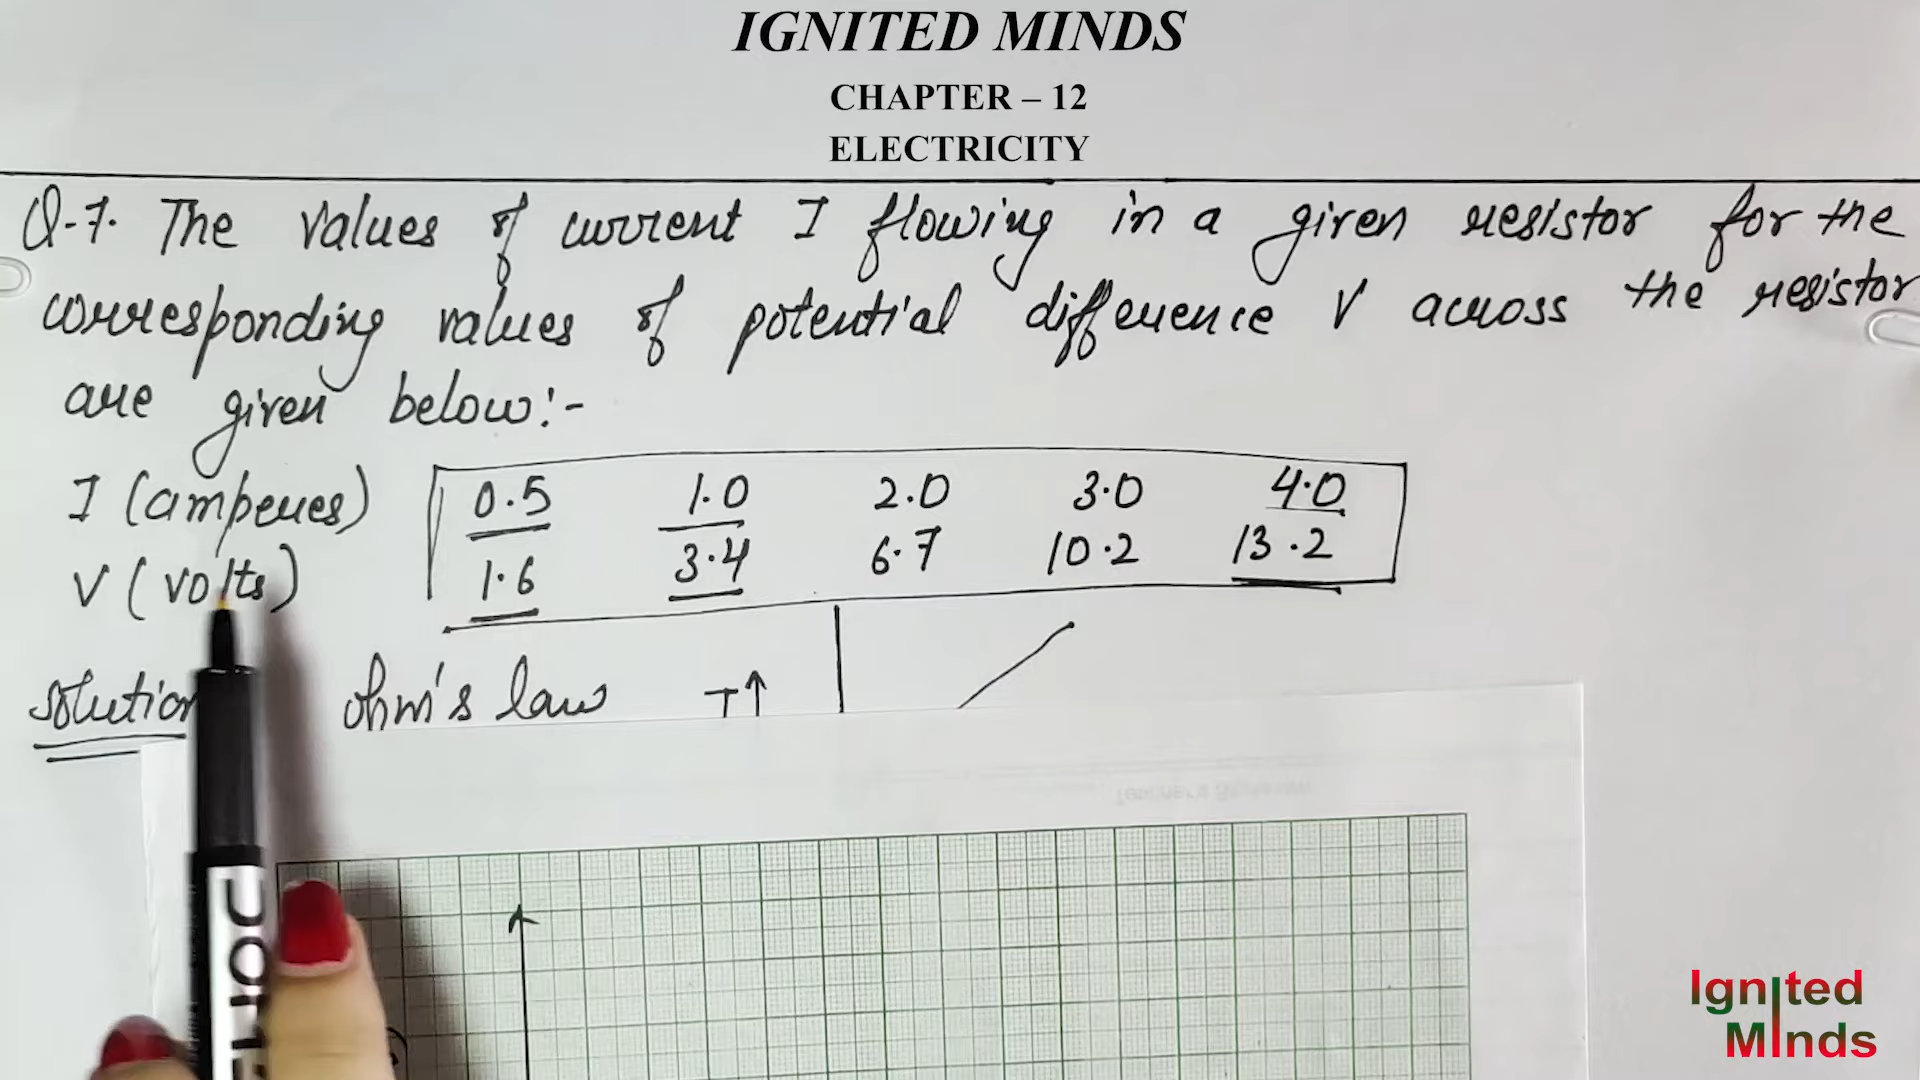 IGNITED MINDS
CHAPTER – 12
ELECTRICITY
Q-7. The values of current I flowing in a given resistor for the
corresponding values of potential difference V across the resistor
are given below:-
I (amperes) 0.5 1.0 2.0 3.0 4.0
V (volts) 1.6 3.4 6.7 10.2 13.2
solution ohm's law I↑
Ignited
Minds